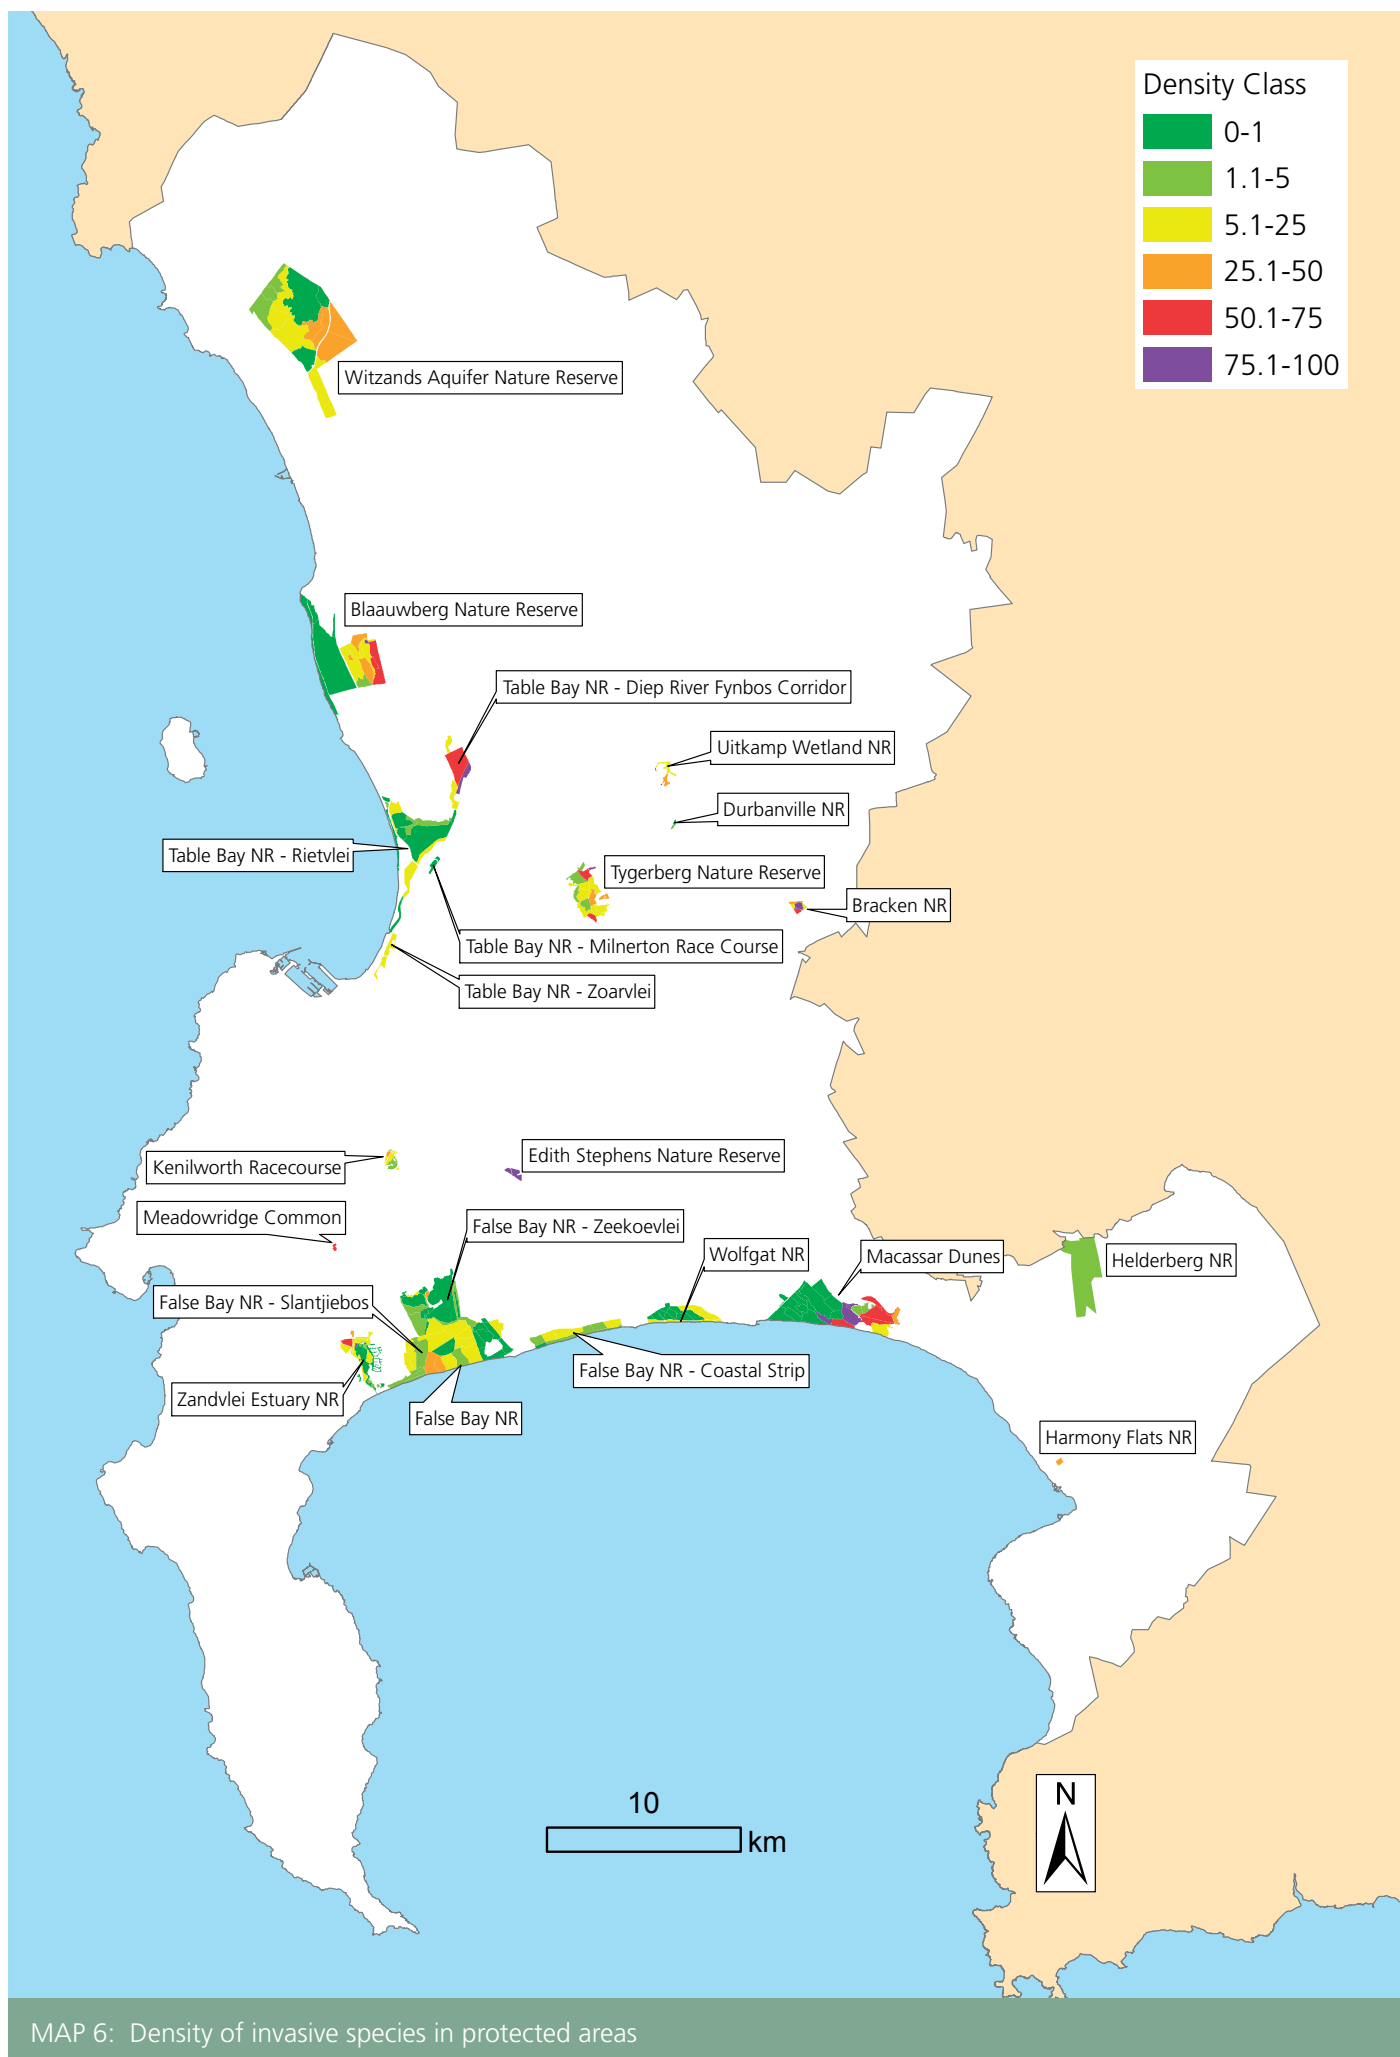 Density Class
0-1
1.1-5
5.1-25
25.1-50
50.1-75
75.1-100
Witzands Aquifer Nature Reserve
Blaauwberg Nature Reserve
Table Bay NR - Diep River Fynbos Corridor
Uitkamp Wetland NR
Durbanville NR
Table Bay NR - Rietvlei
Tygerberg Nature Reserve
Bracken NR
Table Bay NR - Milnerton Race Course
Table Bay NR - Zoarvlei
Kenilworth Racecourse
Edith Stephens Nature Reserve
Meadowridge Common
False Bay NR - Zeekoevlei
Wolfgat NR
Macassar Dunes
Helderberg NR
False Bay NR - Slantjiebos
False Bay NR - Coastal Strip
Zandvlei Estuary NR
False Bay NR
Harmony Flats NR
10
km
N
MAP 6: Density of invasive species in protected areas